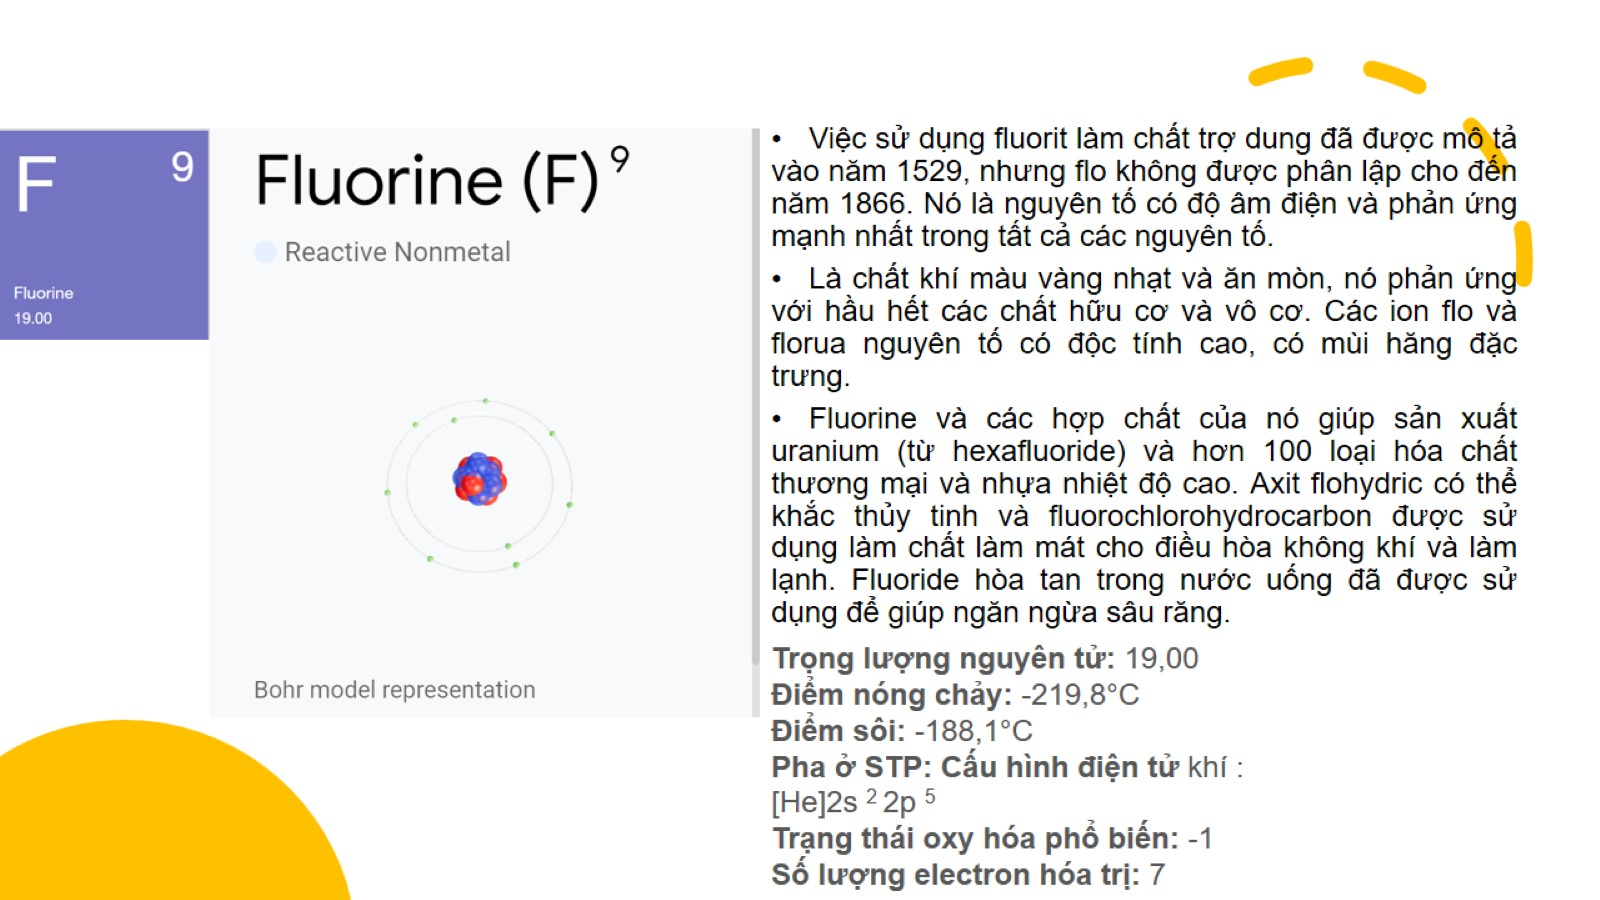 F 9
Fluorine
19.00
Fluorine (F) 9
Reactive Nonmetal
Bohr model representation
• Việc sử dụng fluorit làm chất trợ dung đã được mô tả
vào năm 1529, nhưng flo không được phân lập cho đến
năm 1866. Nó là nguyên tố có độ âm điện và phản ứng
mạnh nhất trong tất cả các nguyên tố.
• Là chất khí màu vàng nhạt và ăn mòn, nó phản ứng
với hầu hết các chất hữu cơ và vô cơ. Các ion flo và
florua nguyên tố có độc tính cao, có mùi hăng đặc
trưng.
• Fluorine và các hợp chất của nó giúp sản xuất
uranium (từ hexafluoride) và hơn 100 loại hóa chất
thương mại và nhựa nhiệt độ cao. Axit flohydric có thể
khắc thủy tinh và fluorochlorohydrocarbon được sử
dụng làm chất làm mát cho điều hòa không khí và làm
lạnh. Fluoride hòa tan trong nước uống đã được sử
dụng để giúp ngăn ngừa sâu răng.
Trọng lượng nguyên tử: 19,00
Điểm nóng chảy: -219,8°C
Điểm sôi: -188,1°C
Pha ở STP: Cấu hình điện tử khí :
[He]2s 2 2p 5
Trạng thái oxy hóa phổ biến: -1
Số lượng electron hóa trị: 7